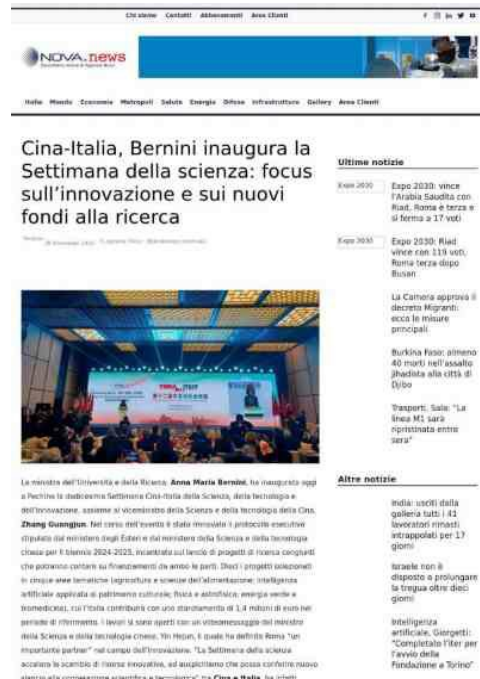 Chi siamo Contatti Abbonamenti Area Clienti
NOVA.news
Italia Mondo Economia Metropoli Salute Energia Difesa Infrastrutture Gallery Area Clienti
Cina-Italia, Bernini inaugura la
Settimana della scienza: focus
sull'innovazione e sui nuovi
fondi alla ricerca
La ministra dell'Università e della Ricerca, Anna Maria Bernini, ha inaugurato oggi
a Pechino la dodicesima Settimana Cina-Italia della Scienza, della tecnologia e
dell'innovazione, assieme al viceministro della Scienza e della tecnologia della Cina,
Zhang Guangjun. Nel corso dell'evento è stato rinnovato il protocollo esecutivo
stipulato dal ministero degli Esteri e dal ministero della Scienza e della tecnologia
cinese per il biennio 2024-2025, incentrato sul lancio di progetti di ricerca congiunti
che potranno contare su finanziamenti da ambo le parti. Dieci i progetti selezionati
in cinque aree tematiche (agricoltura e scienze dell'alimentazione; intelligenza
artificiale applicata al patrimonio culturale; fisica e astrofisica; energia verde e
biomedicina), cui l'Italia contribuirà con uno stanziamento di 1,4 milioni di euro nel
periodo di riferimento. I lavori si sono aperti con un videomessaggio del ministro
della Scienza e della tecnologia cinese, Yin Hejun, il quale ha definito Roma "un
importante partner" nel campo dell'innovazione. "La Settimana della scienza
accelera lo scambio di risorse innovative, ed auspichiamo che possa conferire nuovo
slancio alla cooperazione scientifica e tecnologica" tra Cina e Italia, ha infatti
Ultime notizie
Expo 2030
Expo 2030: vince
l'Arabia Saudita con
Riad, Roma è terza e
si ferma a 17 voti
Expo 2030
Expo 2030: Riad
vince con 119 voti,
Roma terza dopo
Busan
La Camera approva il
decreto Migranti:
ecco le misure
principali
Burkina Faso: almeno
40 morti nell'assalto
jihadista alla città di
Djibo
Trasporti, Sala: "La
linea M1 sarà
ripristinata entro
sera"
Altre notizie
India: usciti dalla
galleria tutti i 41
lavoratori rimasti
intrappolati per 17
giorni
Israele non è
disposto a prolungare
la tregua oltre dieci
giorni
Intelligenza
artificiale, Giorgetti:
"Completato l'iter per
l'avvio della
Fondazione a Torino"